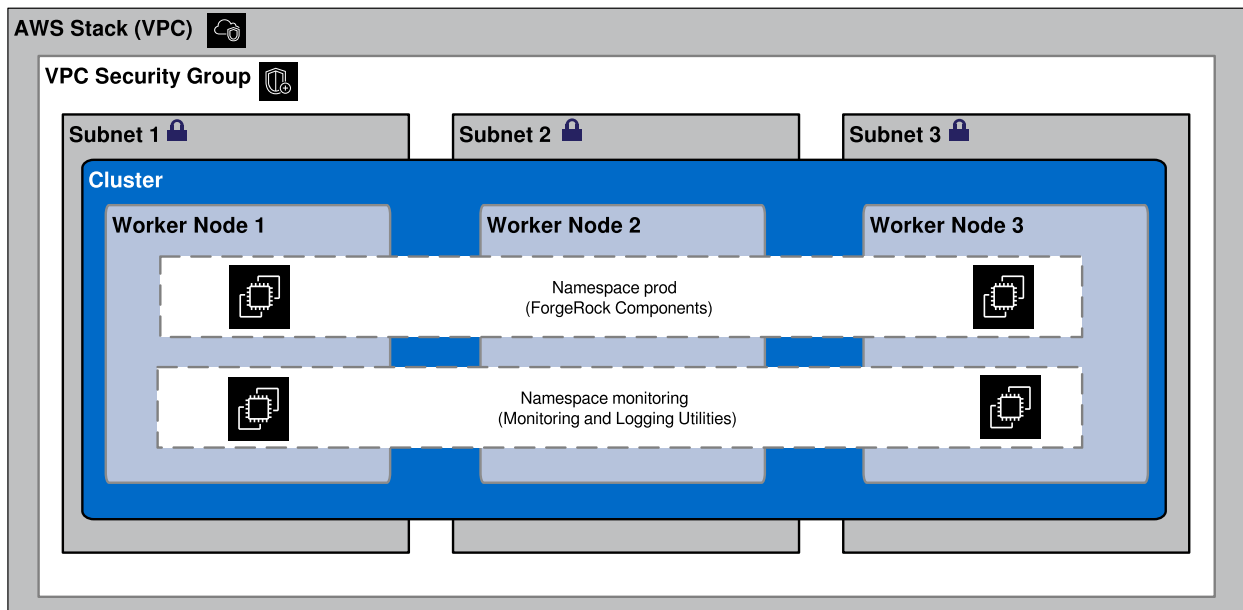 AWS Stack (VPC)
VPC Security Group
Subnet 1
Subnet 2
Subnet 3
Cluster
Worker Node 1
Worker Node 2
Worker Node 3
Namespace prod
(ForgeRock Components)
Namespace monitoring
(Monitoring and Logging Utilities)